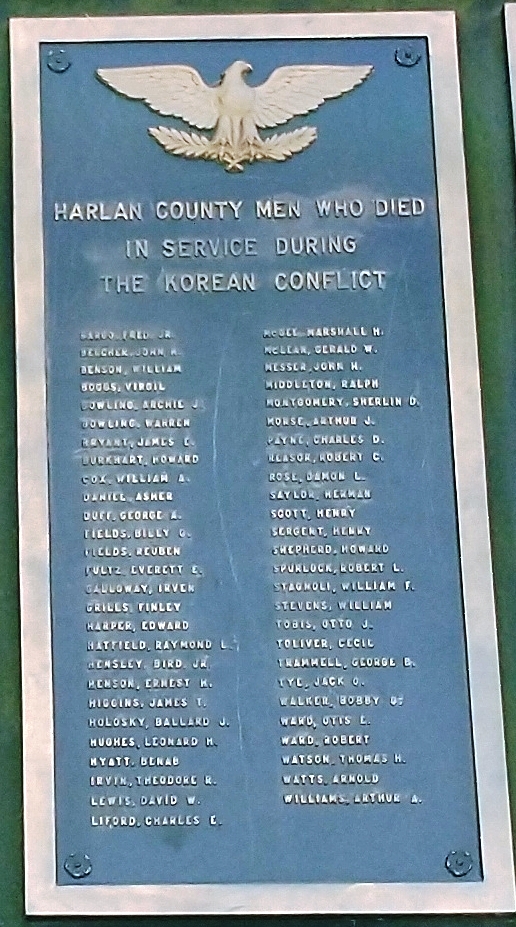 HARLAN COUNTY MEN WHO DIED
IN SERVICE DURING
THE KOREAN CONFLICT
BARGO, FRED, JR.
BELCHER, JOHN R.
BENSON, WILLIAM
BOGGS, VIRGIL
BOWLING, ARCHIE J.
BOWLING, WARREN
BRYANT, JAMES E.
BURKHART, HOWARD
COX, WILLIAM A.
DANIEL, ASHER
DUFF, GEORGE A.
FIELDS, BILLY G.
FIELDS, REUBEN
FULTZ, EVERETT E.
GALLOWAY, IRVEN
GRILLS, FINLEY
HARPER, EDWARD
HATFIELD, RAYMOND L.
HENSLEY, BIRD, JR.
HENSON, ERNEST H.
HIGGINS, JAMES T.
HOLOSKY, BALLARD J.
HUGHES, LEONARD H.
HYATT, BENAB
IRVIN, THEODORE R.
LEWIS, DAVID W.
LIFORD, CHARLES E.
MCGEE, MARSHALL H.
MCLEAN, GERALD W.
MESSER, JOHN H.
MIDDLETON, RALPH
MONTGOMERY, SHERLIN D.
MORSE, ARTHUR J.
PAYNE, CHARLES D.
REASOR, ROBERT C.
ROSE, DAMON L.
SAYLOR, HERMAN
SCOTT, HENRY
SERGENT, HENRY
SHEPHERD, HOWARD
SPURLOCK, ROBERT L.
STAGNOLI, WILLIAM F.
STEVENS, WILLIAM
TOBIS, OTTO J.
TOLIVER, CECIL
TRAMMELL, GEORGE B.
TYE, JACK O.
WALKER, BOBBY G.
WARD, OTIS E.
WARD, ROBERT
WATSON, THOMAS H.
WATTS, ARNOLD
WILLIAMS, ARTHUR A.